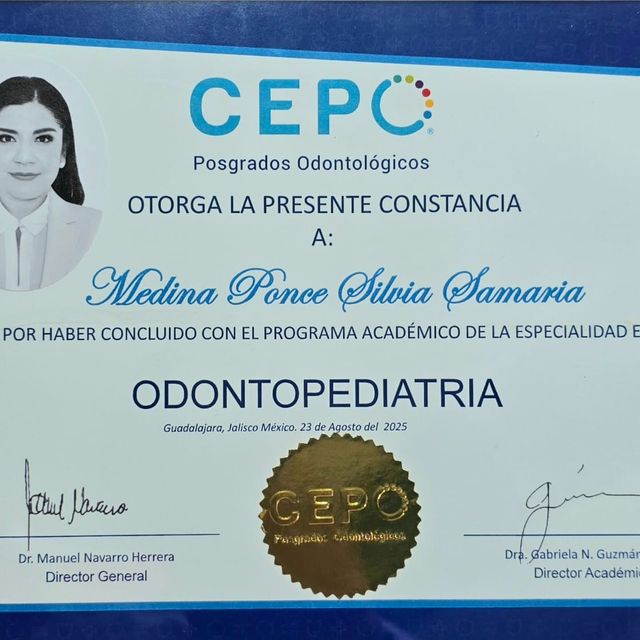 CEPO
Posgrados Odontológicos
OTORGA LA PRESENTE CONSTANCIA
A:
Medina Ponce Silvia Samaria
POR HABER CONCLUIDO CON EL PROGRAMA ACADÉMICO DE LA ESPECIALIDAD E
ODONTOPEDIATRIA
Guadalajara, Jalisco México. 23 de Agosto del 2025
CEPO
Posgrados Odontológicos
Dr. Manuel Navarro Herrera
Director General
Dra. Gabriela N. Guzmán
Director Académi